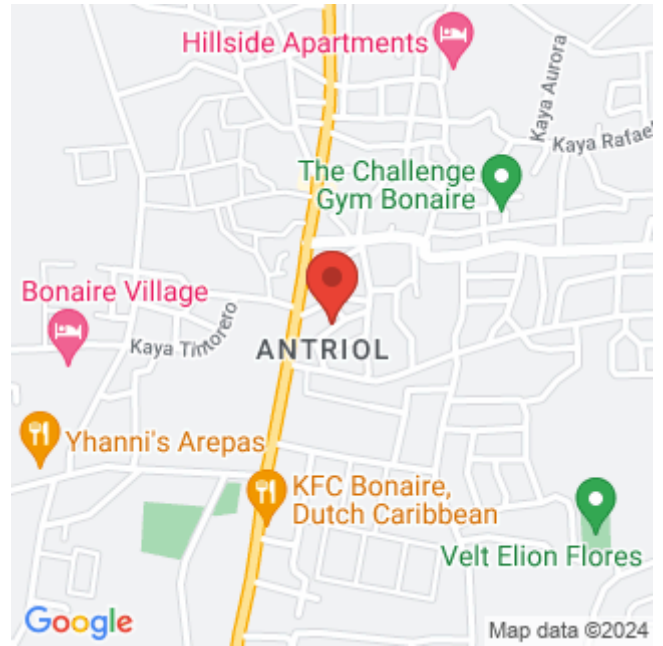 Hillside Apartments
Kaya Aurora
Kaya Rafael
The Challenge
Gym Bonaire
Bonaire Village
Kaya Tintorero
ANTRIOL
Yhanni's Arepas
KFC Bonaire,
Dutch Caribbean
Velt Elion Flores
Google
Map data ©2024